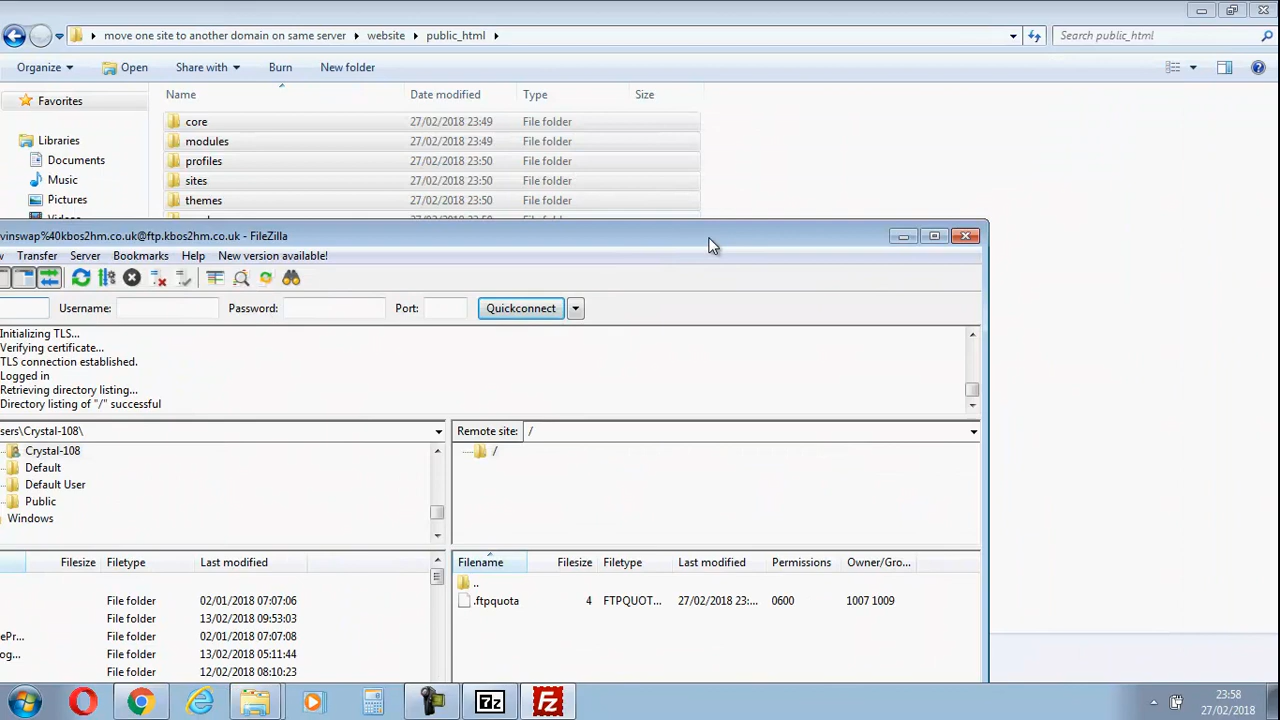 move one site to another domain on same server website public_html Search public_html
Organize Open Share with Burn New folder
Name Date modified Type Size
Favorites
core 27/02/2018 23:49 File folder
Libraries
modules 27/02/2018 23:49 File folder
Documents
profiles 27/02/2018 23:50 File folder
Music
sites 27/02/2018 23:50 File folder
Pictures
themes 27/02/2018 23:50 File folder
vinswap%40kbos2hm.co.uk@ftp.kbos2hm.co.uk - FileZilla
Transfer Server Bookmarks Help New version available!
Username: Password: Port: Quickconnect
Initializing TLS...
Verifying certificate...
TLS connection established.
Logged in
Retrieving directory listing...
Directory listing of "/" successful
sers\Crystal-108\ Remote site: /
Crystal-108 /
Default
Default User
Public
Windows
Filesize Filetype Last modified Filename Filesize Filetype Last modified Permissions Owner/Gro...
..
File folder 02/01/2018 07:07:06 .ftpquota 4 FTPQUOT... 27/02/2018 23:... 0600 1007 1009
File folder 13/02/2018 09:53:03
ePr... File folder 02/01/2018 07:07:08
og... File folder 13/02/2018 05:11:44
File folder 12/02/2018 08:10:23
7z Fz 23:58
27/02/2018